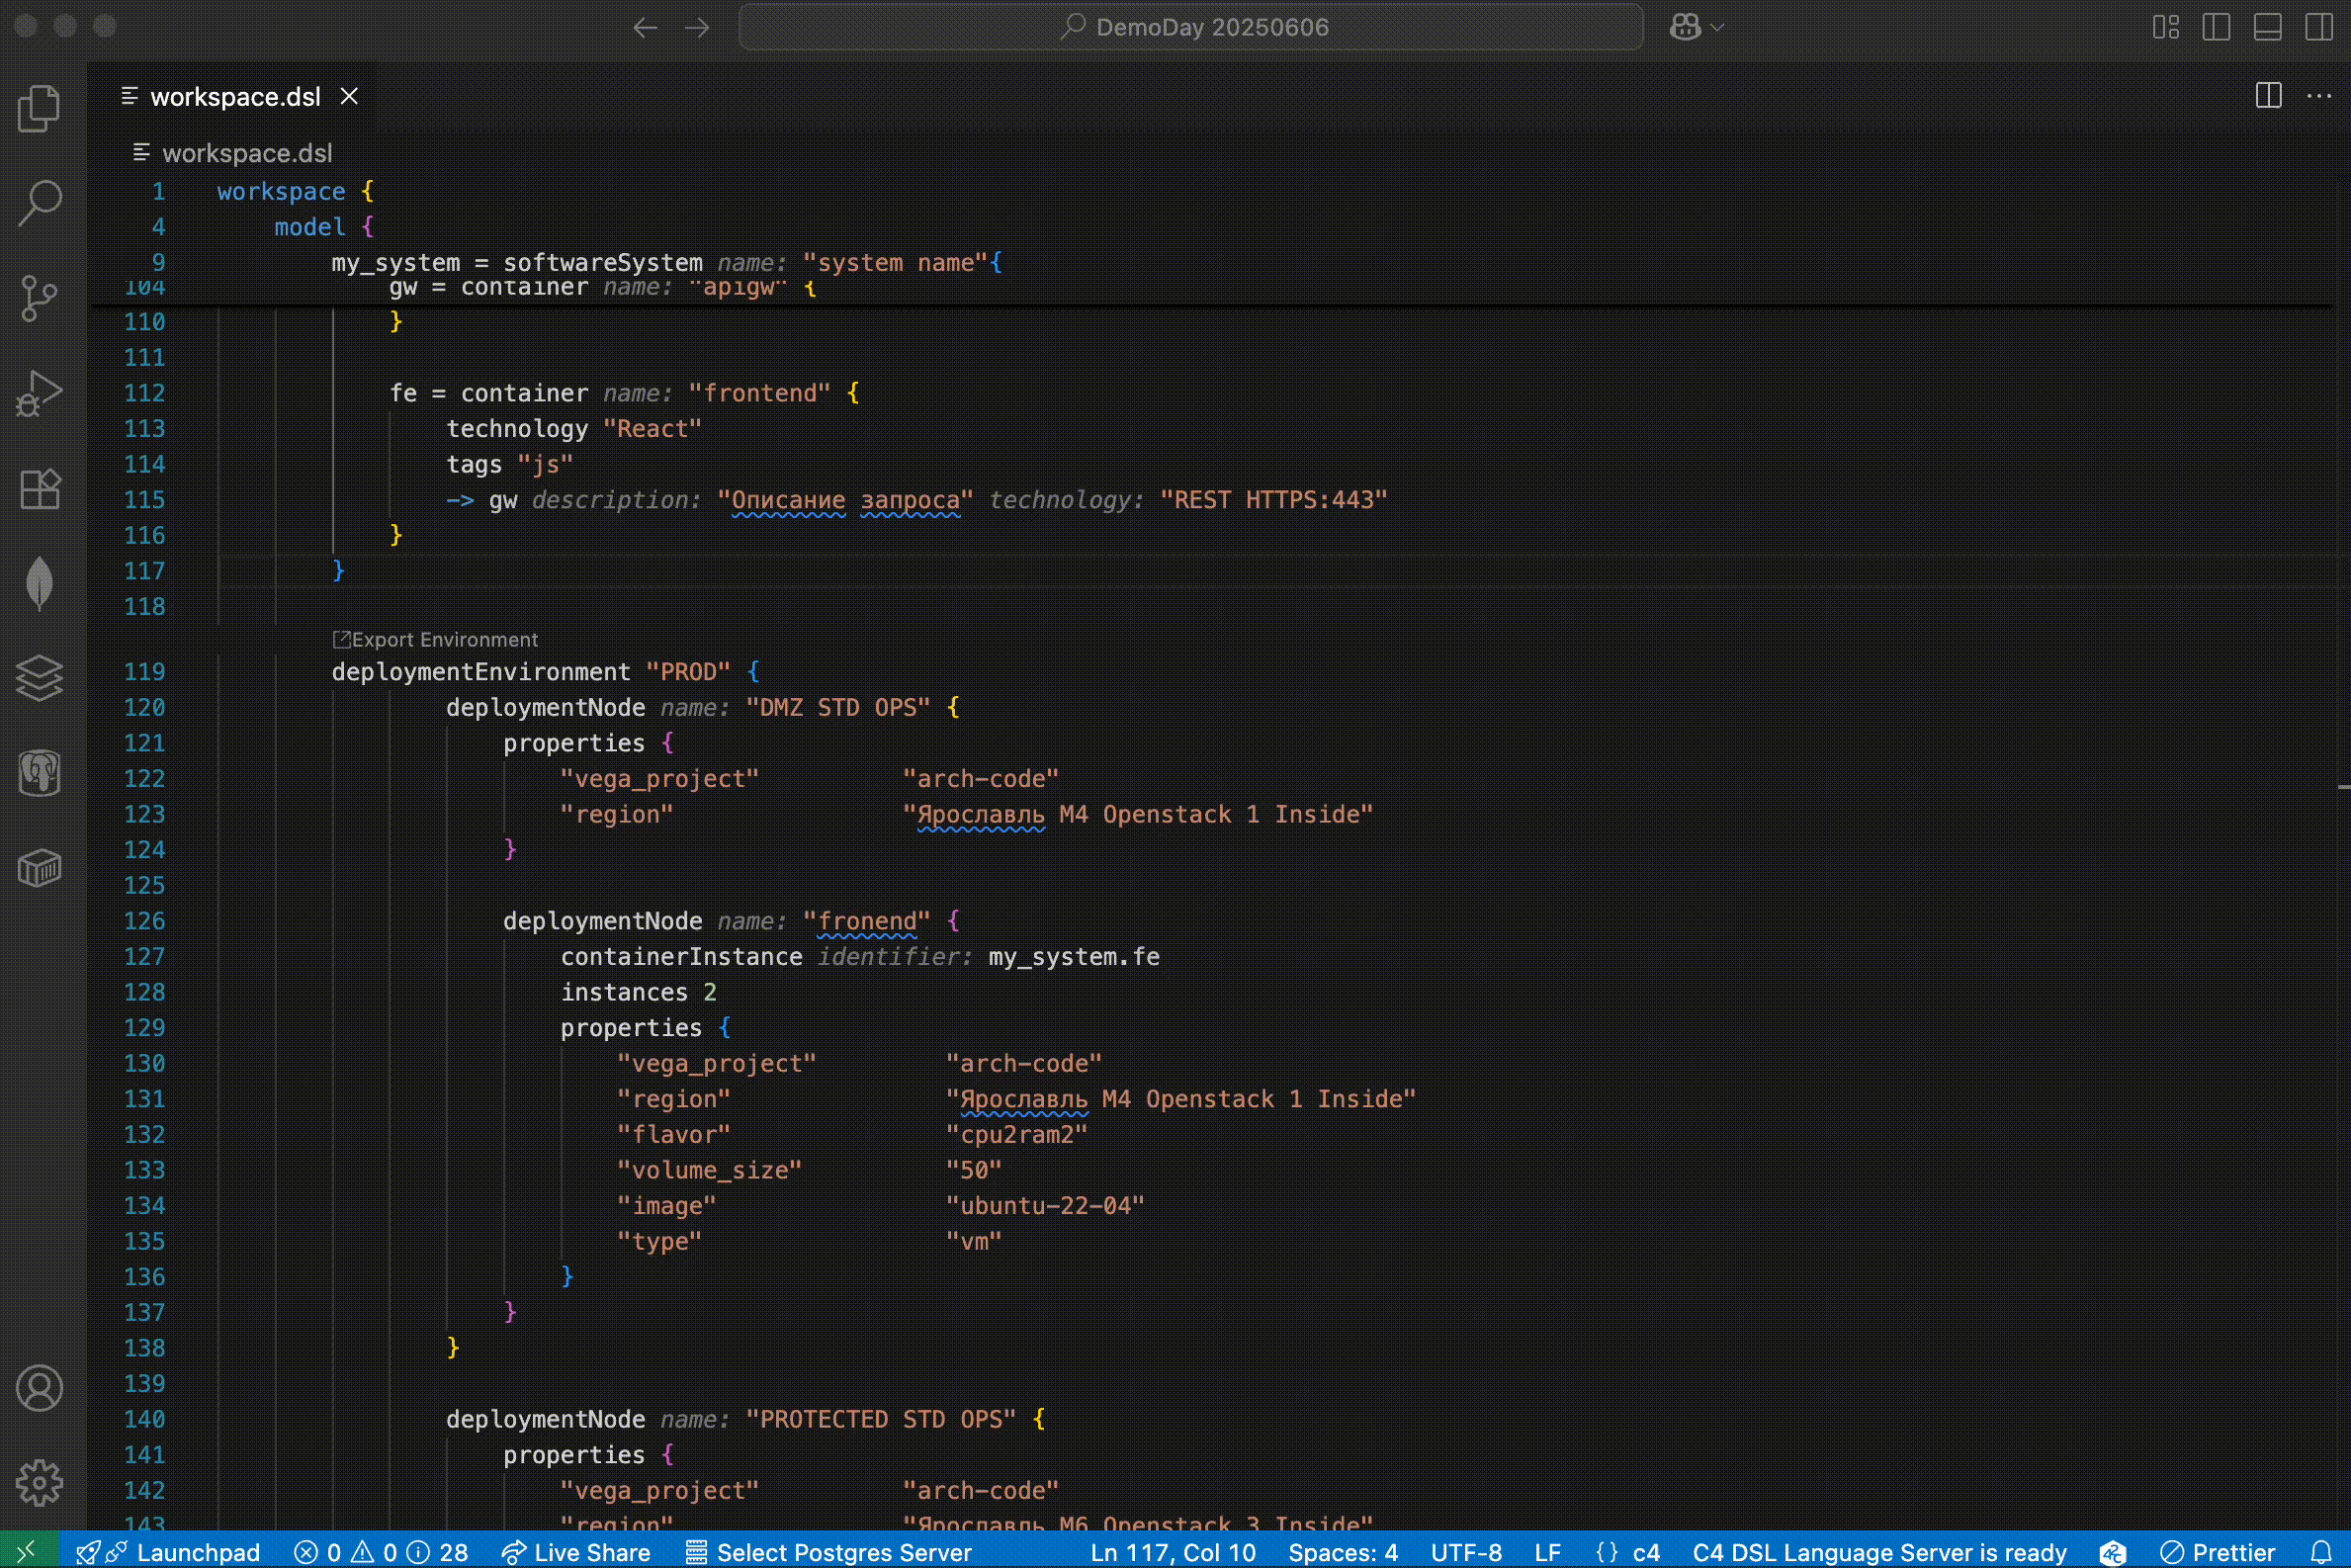 DemoDay 20250606
workspace.dsl
workspace.dsl
1 workspace {
4 model {
9 my_system = softwareSystem name: "system name"{
104 gw = container name: "apigw" {
110 }
111
112 fe = container name: "frontend" {
113 technology "React"
114 tags "js"
115 -> gw description: "Описание запроса" technology: "REST HTTPS:443"
116 }
117 }
118
Export Environment
119 deploymentEnvironment "PROD" {
120 deploymentNode name: "DMZ STD OPS" {
121 properties {
122 "vega_project" "arch-code"
123 "region" "Ярославль M4 Openstack 1 Inside"
124 }
125
126 deploymentNode name: "fronend" {
127 containerInstance identifier: my_system.fe
128 instances 2
129 properties {
130 "vega_project" "arch-code"
131 "region" "Ярославль M4 Openstack 1 Inside"
132 "flavor" "cpu2ram2"
133 "volume_size" "50"
134 "image" "ubuntu-22-04"
135 "type" "vm"
136 }
137 }
138 }
139
140 deploymentNode name: "PROTECTED STD OPS" {
141 properties {
142 "vega_project" "arch-code"
143 "region" "Ярославль M6 Openstack 3 Inside"
Launchpad 0 0 28 Live Share Select Postgres Server Ln 117, Col 10 Spaces: 4 UTF-8 LF {} c4 C4 DSL Language Server is ready Prettier